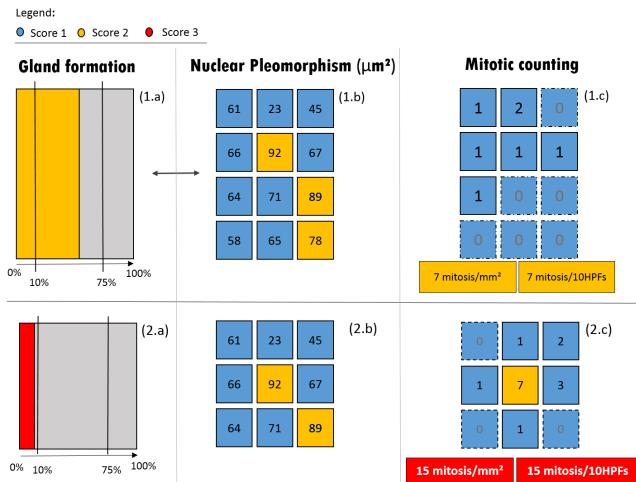 Legend:
Score 1 Score 2 Score 3
Gland formation Nuclear Pleomorphism (μm²) Mitotic counting
(1.a) (1.b) (1.c)
61 23 45
66 92 67
64 71 89
58 65 78
1 2 0
1 1 1
1 0 0
0 0 0
7 mitosis/mm² 7 mitosis/10HPFs
0% 100%
10% 75%
(2.a) (2.b) (2.c)
61 23 45
66 92 67
64 71 89
0 1 2
1 7 3
0 1 0
0% 10% 75% 100%
15 mitosis/mm² 15 mitosis/10HPFs